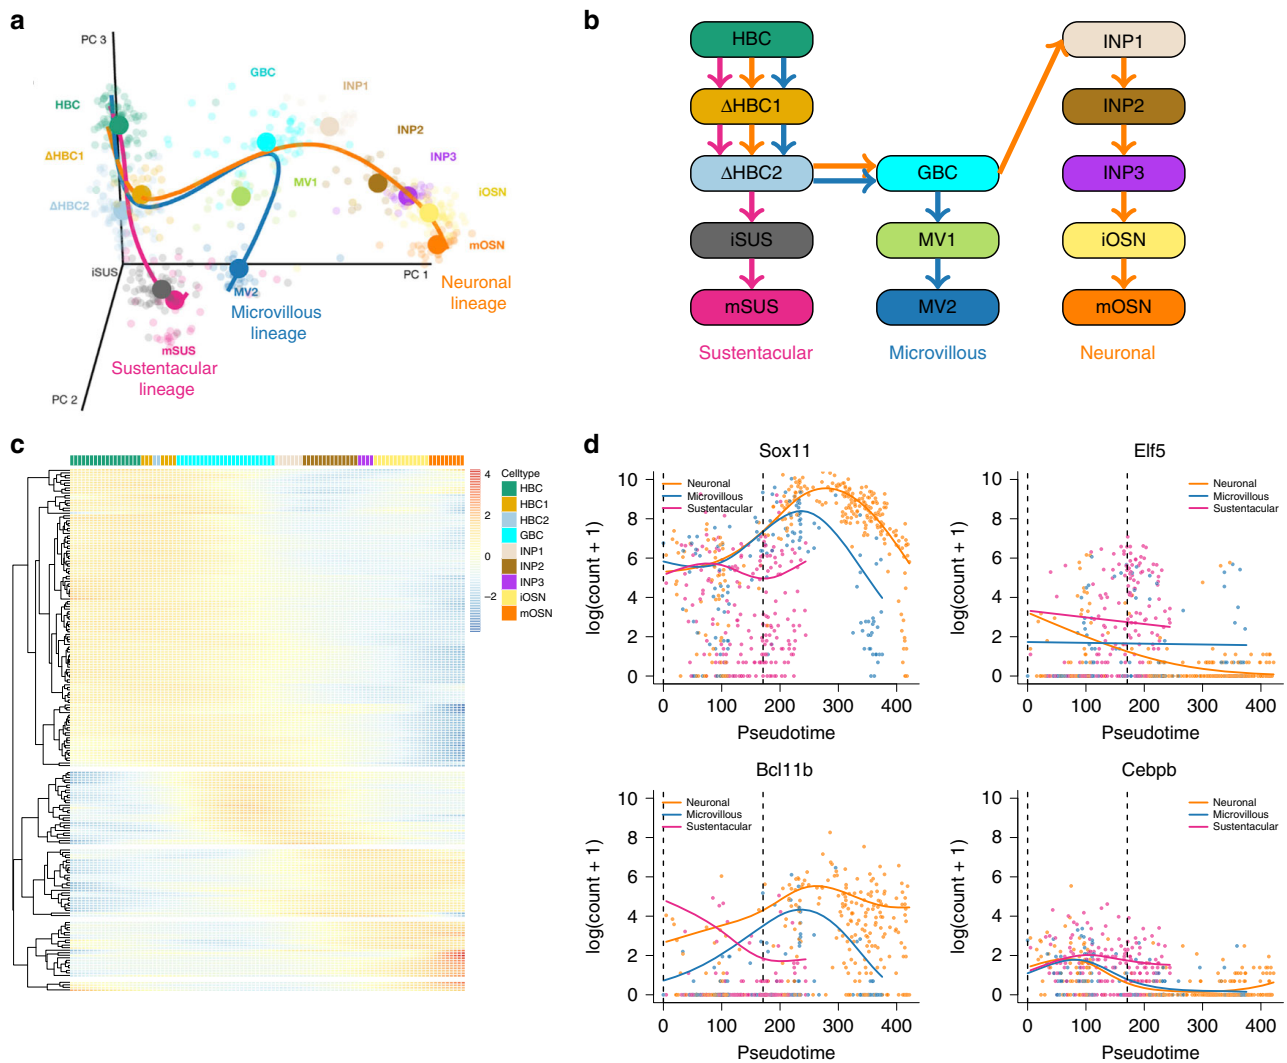 a
PC 3
GBC
INP1
HBC
INP2
ΔHBC1
INP3
MV1
iOSN
ΔHBC2
mOSN
iSUS
PC 1
Neuronal
lineage
MV2
Microvillous
lineage
mSUS
Sustentacular
lineage
PC 2
b
HBC
INP1
ΔHBC1
INP2
ΔHBC2
GBC
INP3
iSUS
MV1
iOSN
mSUS
MV2
mOSN
Sustentacular
Microvillous
Neuronal
c
4
2
0
−2
Celltype
HBC
HBC1
HBC2
GBC
INP1
INP2
INP3
iOSN
mOSN
d
Sox11
Neuronal
Microvillous
Sustentacular
log(count + 1)
10
8
6
4
2
0
0 100 200 300 400
Pseudotime
Elf5
Neuronal
Microvillous
Sustentacular
log(count + 1)
10
8
6
4
2
0
0 100 200 300 400
Pseudotime
Bcl11b
Neuronal
Microvillous
Sustentacular
log(count + 1)
10
8
6
4
2
0
0 100 200 300 400
Pseudotime
Cebpb
Neuronal
Microvillous
Sustentacular
log(count + 1)
10
8
6
4
2
0
0 100 200 300 400
Pseudotime